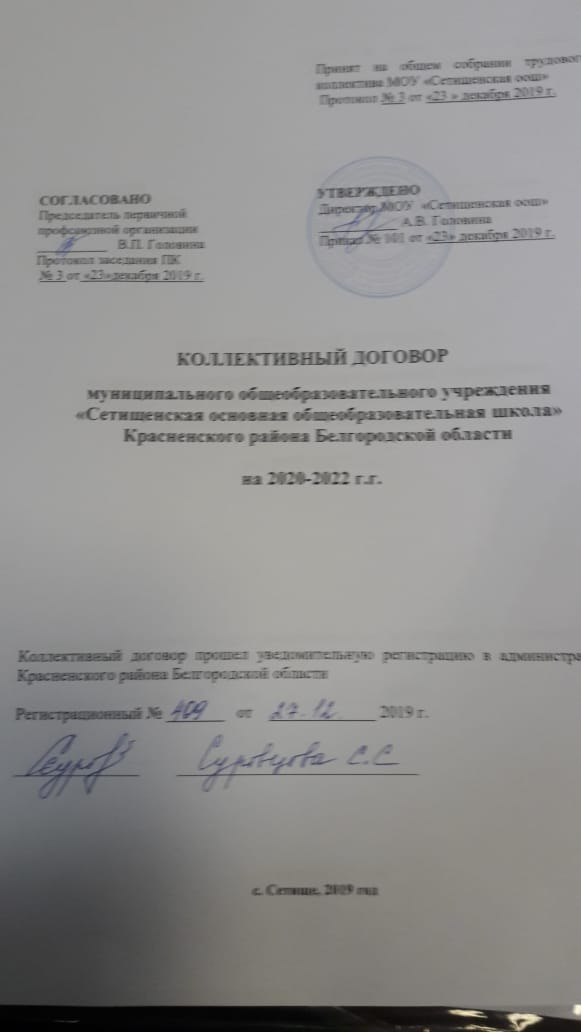 Принят на общем собрании трудового
коллектива МОУ «Сетищенская оош»
Протокол № 3 от «23 » декабря 2019 г.
СОГЛАСОВАНО
Председатель первичной
профсоюзной организации
В.П. Головина
Протокол заседания ПК
№ 3 от «23»декабря 2019 г.
УТВЕРЖДЕНО
Директор МОУ «Сетищенская оош»
А.В. Головина
Приказ № 101 от «23» декабря 2019 г.
КОЛЛЕКТИВНЫЙ ДОГОВОР
муниципального общеобразовательного учреждения
«Сетищенская основная общеобразовательная школа»
Красненского района Белгородской области
на 2020-2022 г.г.
Коллективный договор прошел уведомительную регистрацию в администра
Красненского района Белгородской области
Регистрационный № 469 от 27.12 2019 г.
Суровцова С.С
с. Сетище, 2019 год